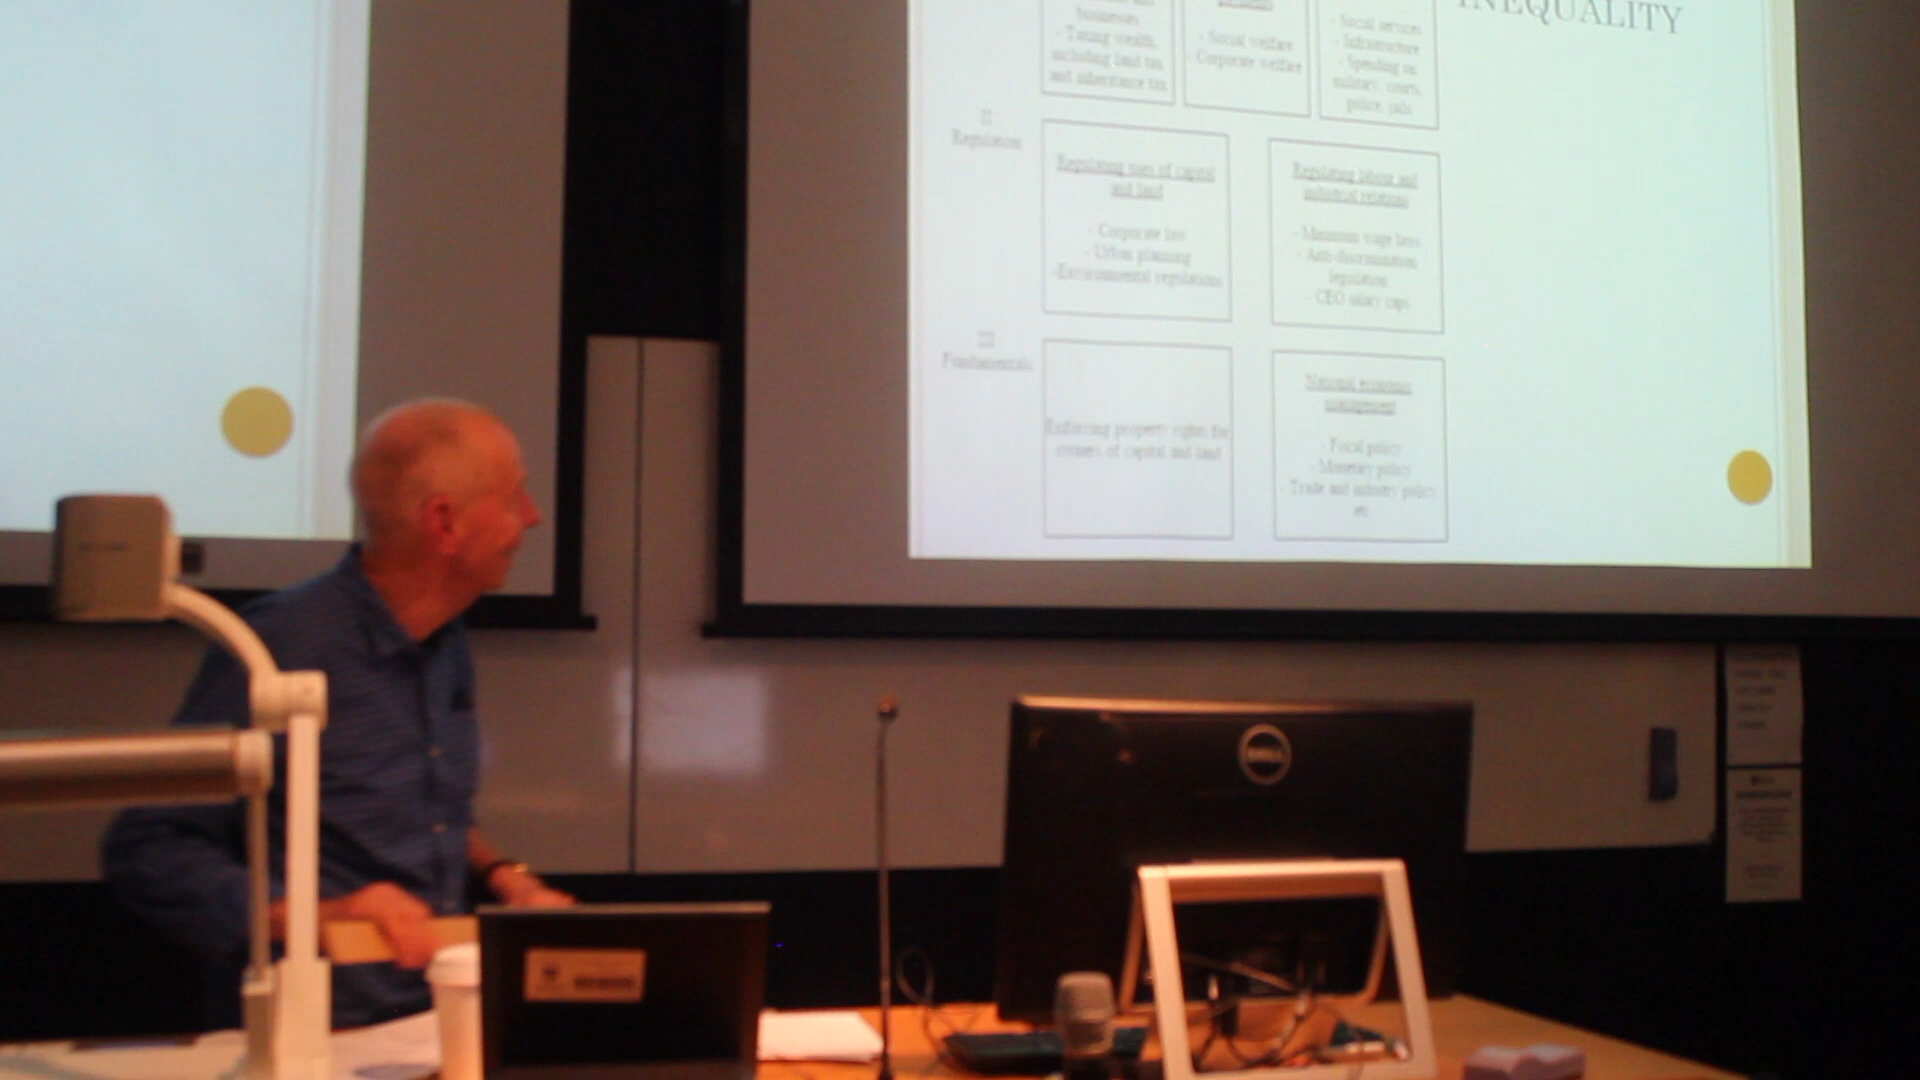 INEQUALITY
businesses
- Taxing wealth,
including land tax
and inheritance tax
- Social welfare
- Corporate welfare
- Social services
- Infrastructure
- Spending on
military, courts,
police, jails
II
Regulation
Regulating uses of capital
and land
- Corporate law
- Urban planning
-Environmental regulations
Regulating labour and
industrial relations
- Minimum wage laws
- Anti-discrimination
legislation
- CEO salary caps
III
Fundamentals
Enforcing property rights for
owners of capital and land
National economic
management
- Fiscal policy
- Monetary policy
- Trade and industry policy
etc
DELL